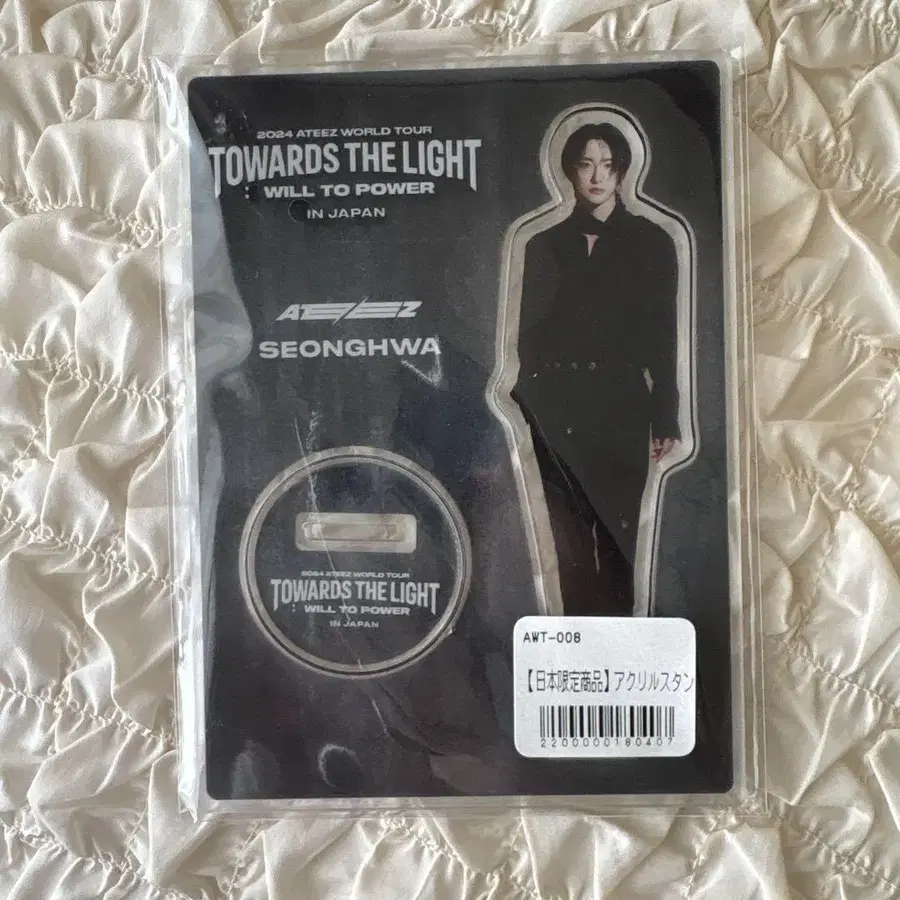 2024 ATEEZ WORLD TOUR
TOWARDS THE LIGHT
: WILL TO POWER
IN JAPAN
ATEEZ
SEONGHWA
2024 ATEEZ WORLD TOUR
TOWARDS THE LIGHT
: WILL TO POWER
IN JAPAN
AWT-008
【日本限定商品】アクリルスタン
2200000180407